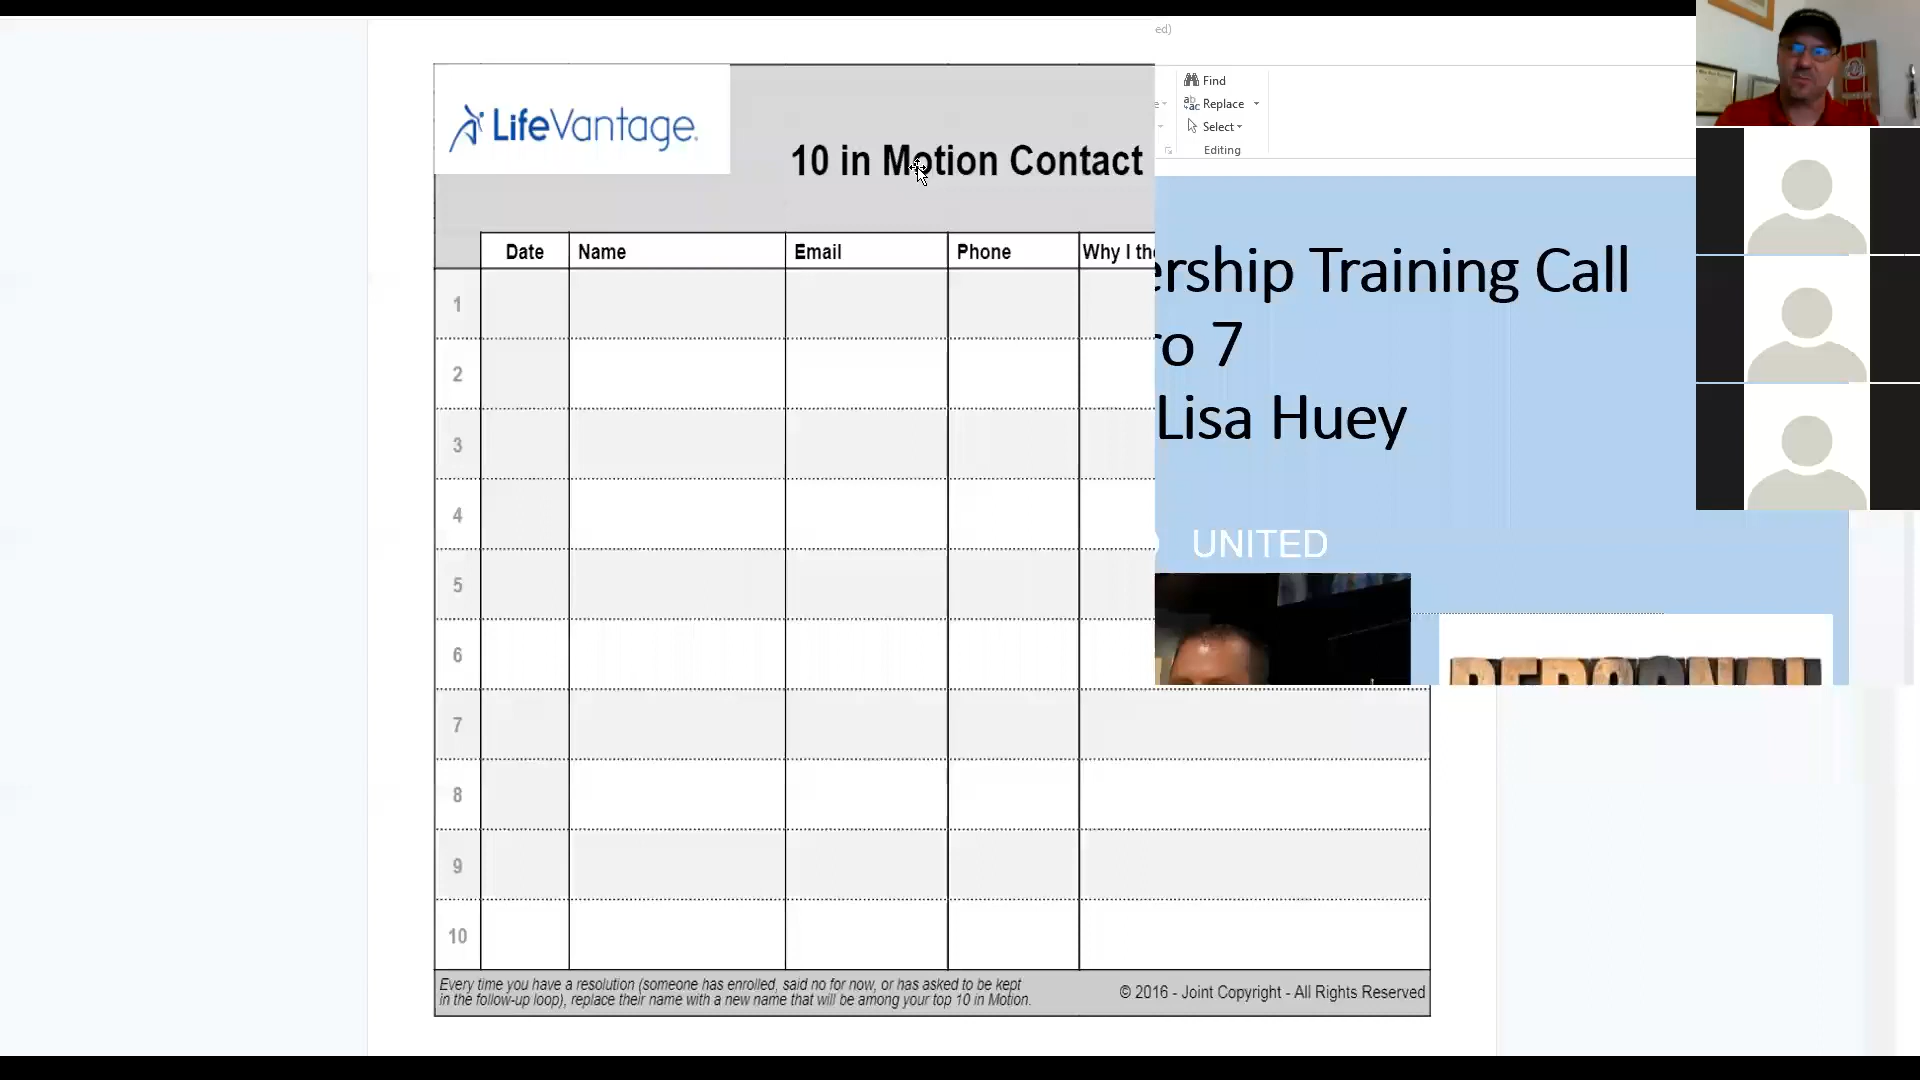 ed)
LifeVantage.
10 in Motion Contact
Find
Replace
Select
Editing
Date Name Email Phone Why I th
1
2
3
4
5
6
7
8
9
10
ership Training Call
ro 7
Lisa Huey
UNITED
PERSONAL
Every time you have a resolution (someone has enrolled, said no for now, or has asked to be kept
in the follow-up loop), replace their name with a new name that will be among your top 10 in Motion.
© 2016 - Joint Copyright - All Rights Reserved